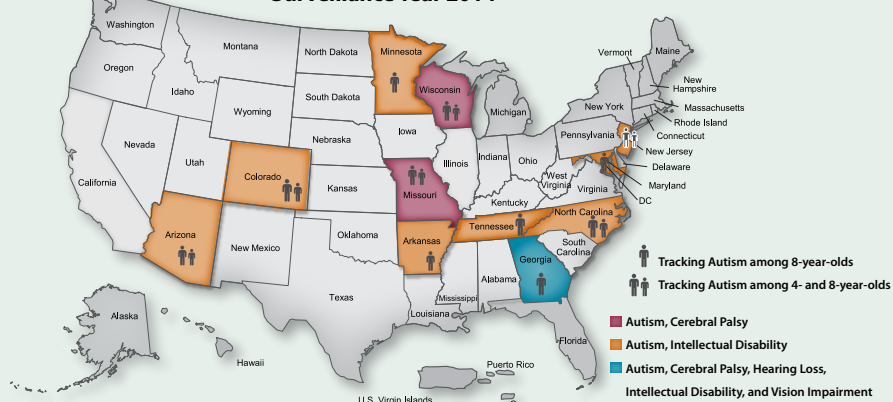 Washington
Oregon
California
Nevada
Idaho
Montana
Wyoming
Utah
Colorado
Arizona
New Mexico
North Dakota
South Dakota
Nebraska
Kansas
Oklahoma
Texas
Minnesota
Iowa
Missouri
Arkansas
Louisiana
Wisconsin
Illinois
Michigan
Indiana
Ohio
Kentucky
Tennessee
Mississippi
Alabama
Georgia
Florida
South
Carolina
North Carolina
Virginia
West
Virginia
Pennsylvania
New York
Vermont
Maine
New
Hampshire
Massachusetts
Rhode Island
Connecticut
New Jersey
Delaware
Maryland
DC
Alaska
Hawaii
Puerto Rico
U.S. Virgin Islands
Tracking Autism among 8-year-olds
Tracking Autism among 4- and 8-year-olds
Autism, Cerebral Palsy
Autism, Intellectual Disability
Autism, Cerebral Palsy, Hearing Loss,
Intellectual Disability, and Vision Impairment